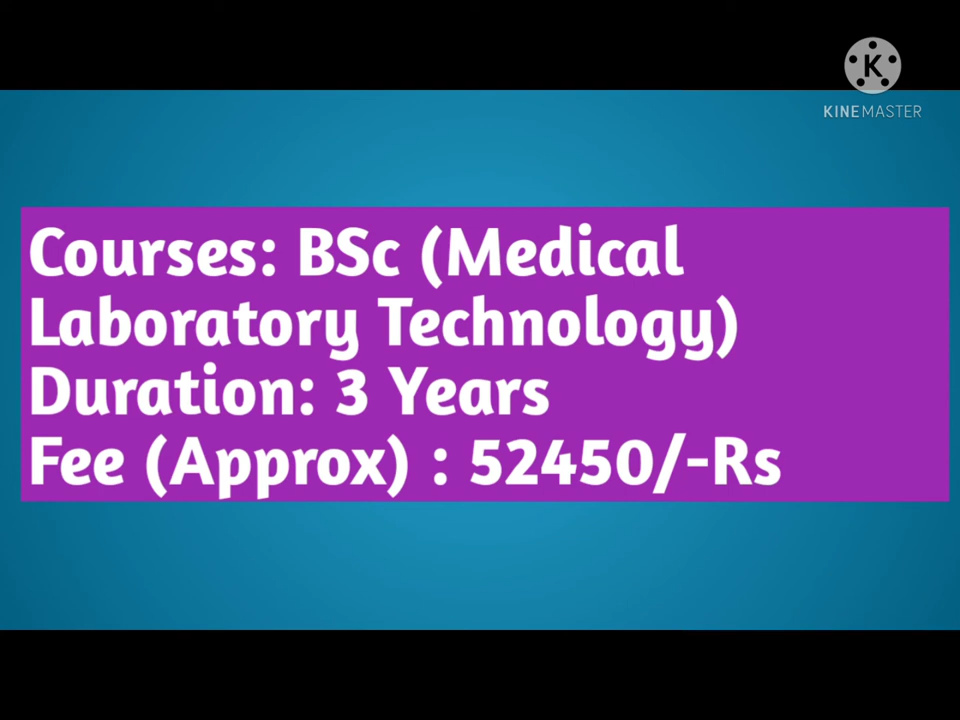 K
KINEMASTER
Courses: BSc (Medical
Laboratory Technology)
Duration: 3 Years
Fee (Approx) : 52450/-Rs